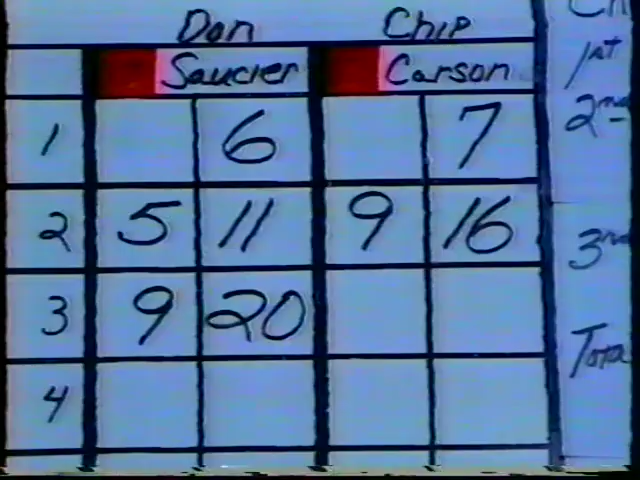 Don Chip
Saucier Carson
1 6 7
2 5 11 9 16
3 9 20
4
1st
2nd
3rd